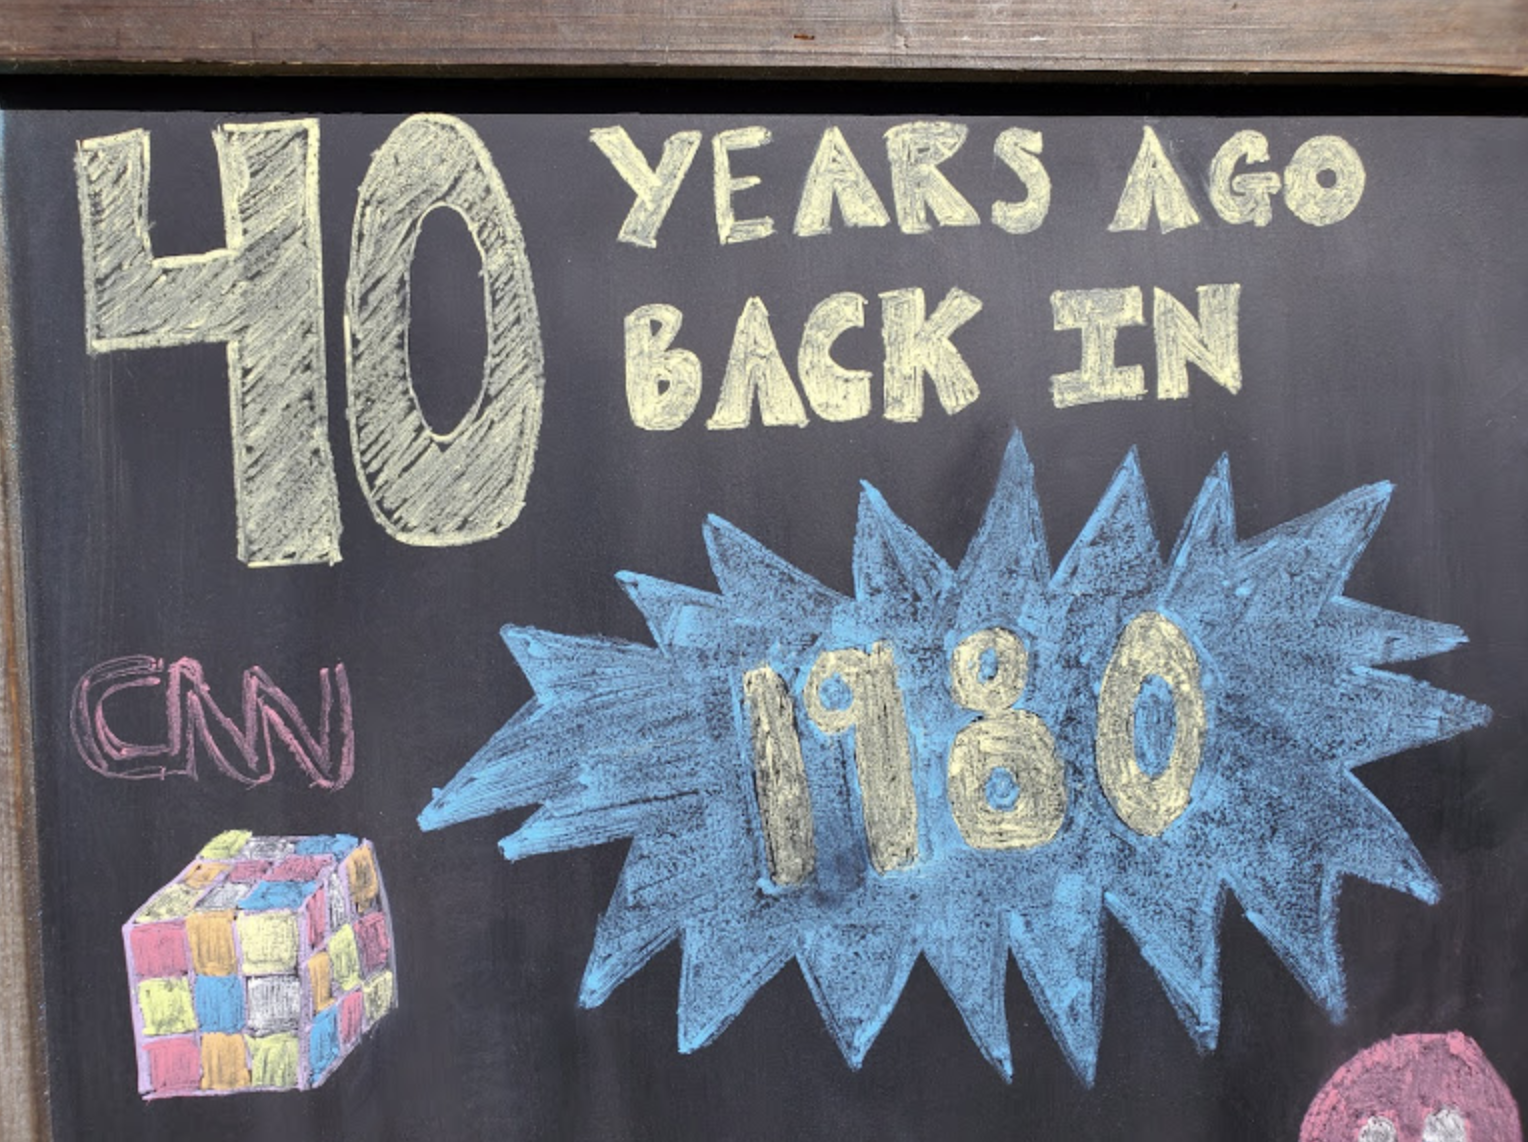 40 YEARS AGO
BACK IN
1980
CNN